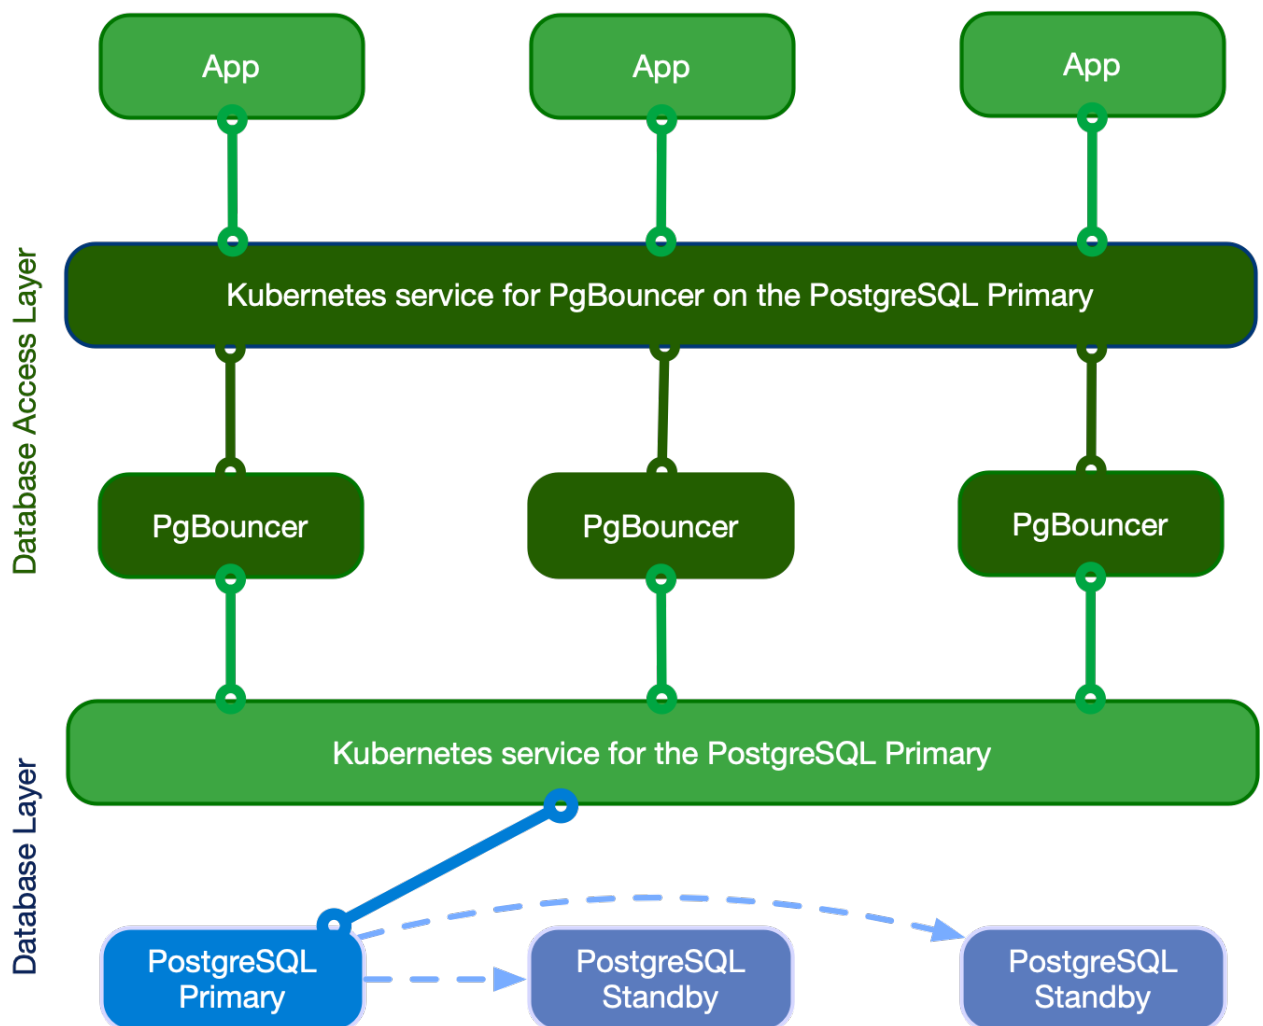 App
App
App
Database Access Layer
Kubernetes service for PgBouncer on the PostgreSQL Primary
PgBouncer
PgBouncer
PgBouncer
Database Layer
Kubernetes service for the PostgreSQL Primary
PostgreSQL
Primary
PostgreSQL
Standby
PostgreSQL
Standby